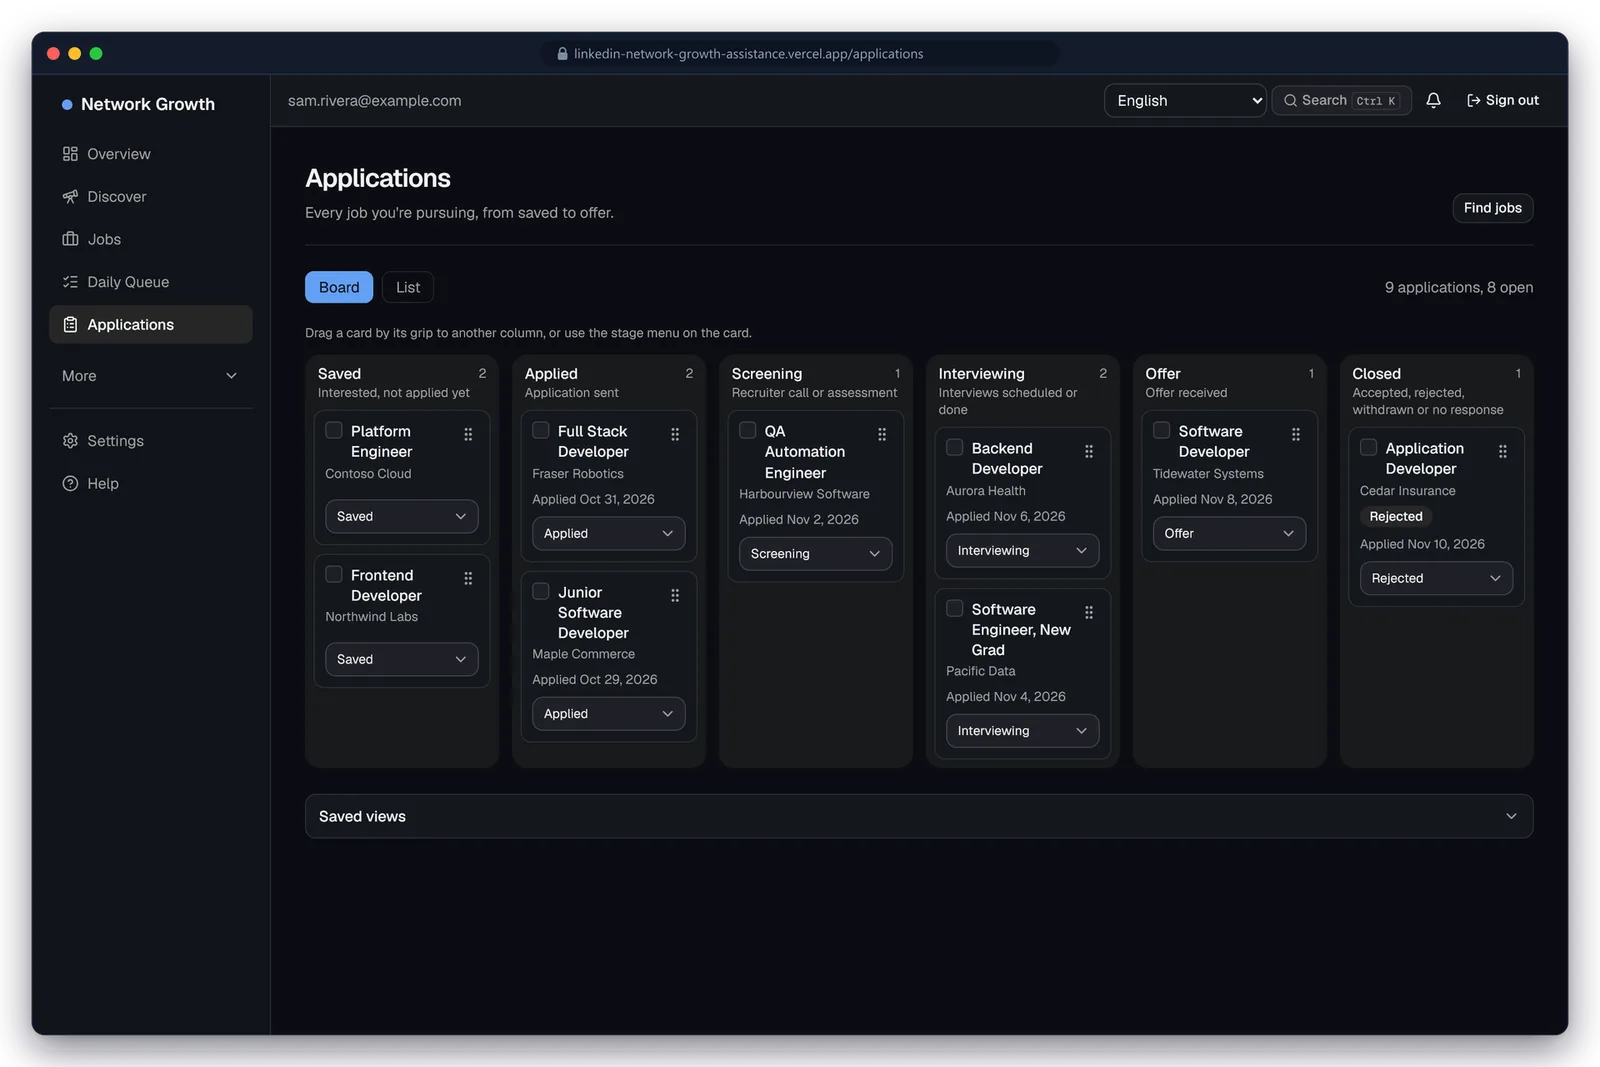 linkedin-network-growth-assistance.vercel.app/applications
Network Growth
sam.rivera@example.com
English
Search Ctrl K
Sign out
Overview
Discover
Jobs
Daily Queue
Applications
More
Settings
Help
Applications
Every job you're pursuing, from saved to offer.
Find jobs
Board
List
9 applications, 8 open
Drag a card by its grip to another column, or use the stage menu on the card.
Saved 2
Interested, not applied yet
Platform
Engineer
Contoso Cloud
Saved
Frontend
Developer
Northwind Labs
Saved
Applied 2
Application sent
Full Stack
Developer
Fraser Robotics
Applied Oct 31, 2026
Applied
Junior
Software
Developer
Maple Commerce
Applied Oct 29, 2026
Applied
Screening 1
Recruiter call or assessment
QA
Automation
Engineer
Harbourview Software
Applied Nov 2, 2026
Screening
Interviewing 2
Interviews scheduled or
done
Backend
Developer
Aurora Health
Applied Nov 6, 2026
Interviewing
Software
Engineer, New
Grad
Pacific Data
Applied Nov 4, 2026
Interviewing
Offer 1
Offer received
Software
Developer
Tidewater Systems
Applied Nov 8, 2026
Offer
Closed 1
Accepted, rejected,
withdrawn or no response
Application
Developer
Cedar Insurance
Rejected
Applied Nov 10, 2026
Rejected
Saved views